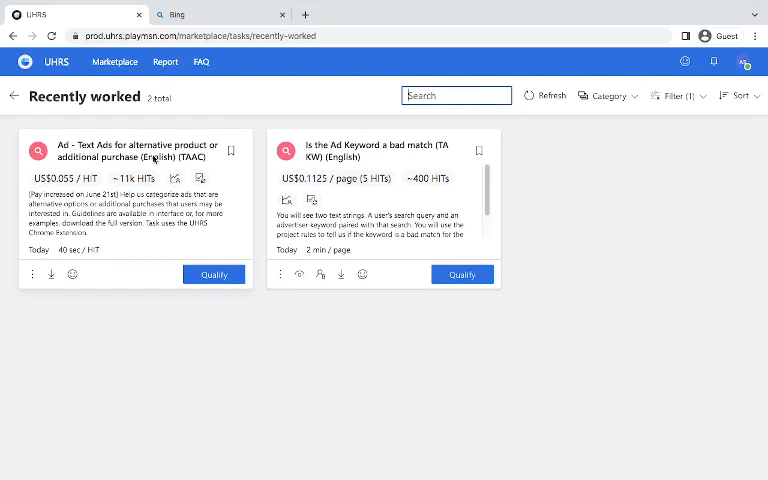 UHRS
Bing
prod.uhrs.playmsn.com/marketplace/tasks/recently-worked
Guest
UHRS Marketplace Report FAQ
Recently worked 2 total
Search
Refresh
Category
Filter (1)
Sort
Ad - Text Ads for alternative product or
additional purchase (English) (TAAC)
US$0.055 / HIT ~11k HITs
[Pay increased on June 21st] Help us categorize ads that are
alternative options or additional purchases that users may be
interested in. Guidelines are available in interface or, for more
examples, download the full version. Task uses the UHRS
Chrome Extension.
Today 40 sec / HIT
Qualify
Is the Ad Keyword a bad match (TA
KW) (English)
US$0.1125 / page (5 HITs) ~400 HITs
You will see two text strings. A user's search query and an
advertiser keyword paired with that search. You will use the
project rules to tell us if the keyword is a bad match for the
Today 2 min / page
Qualify